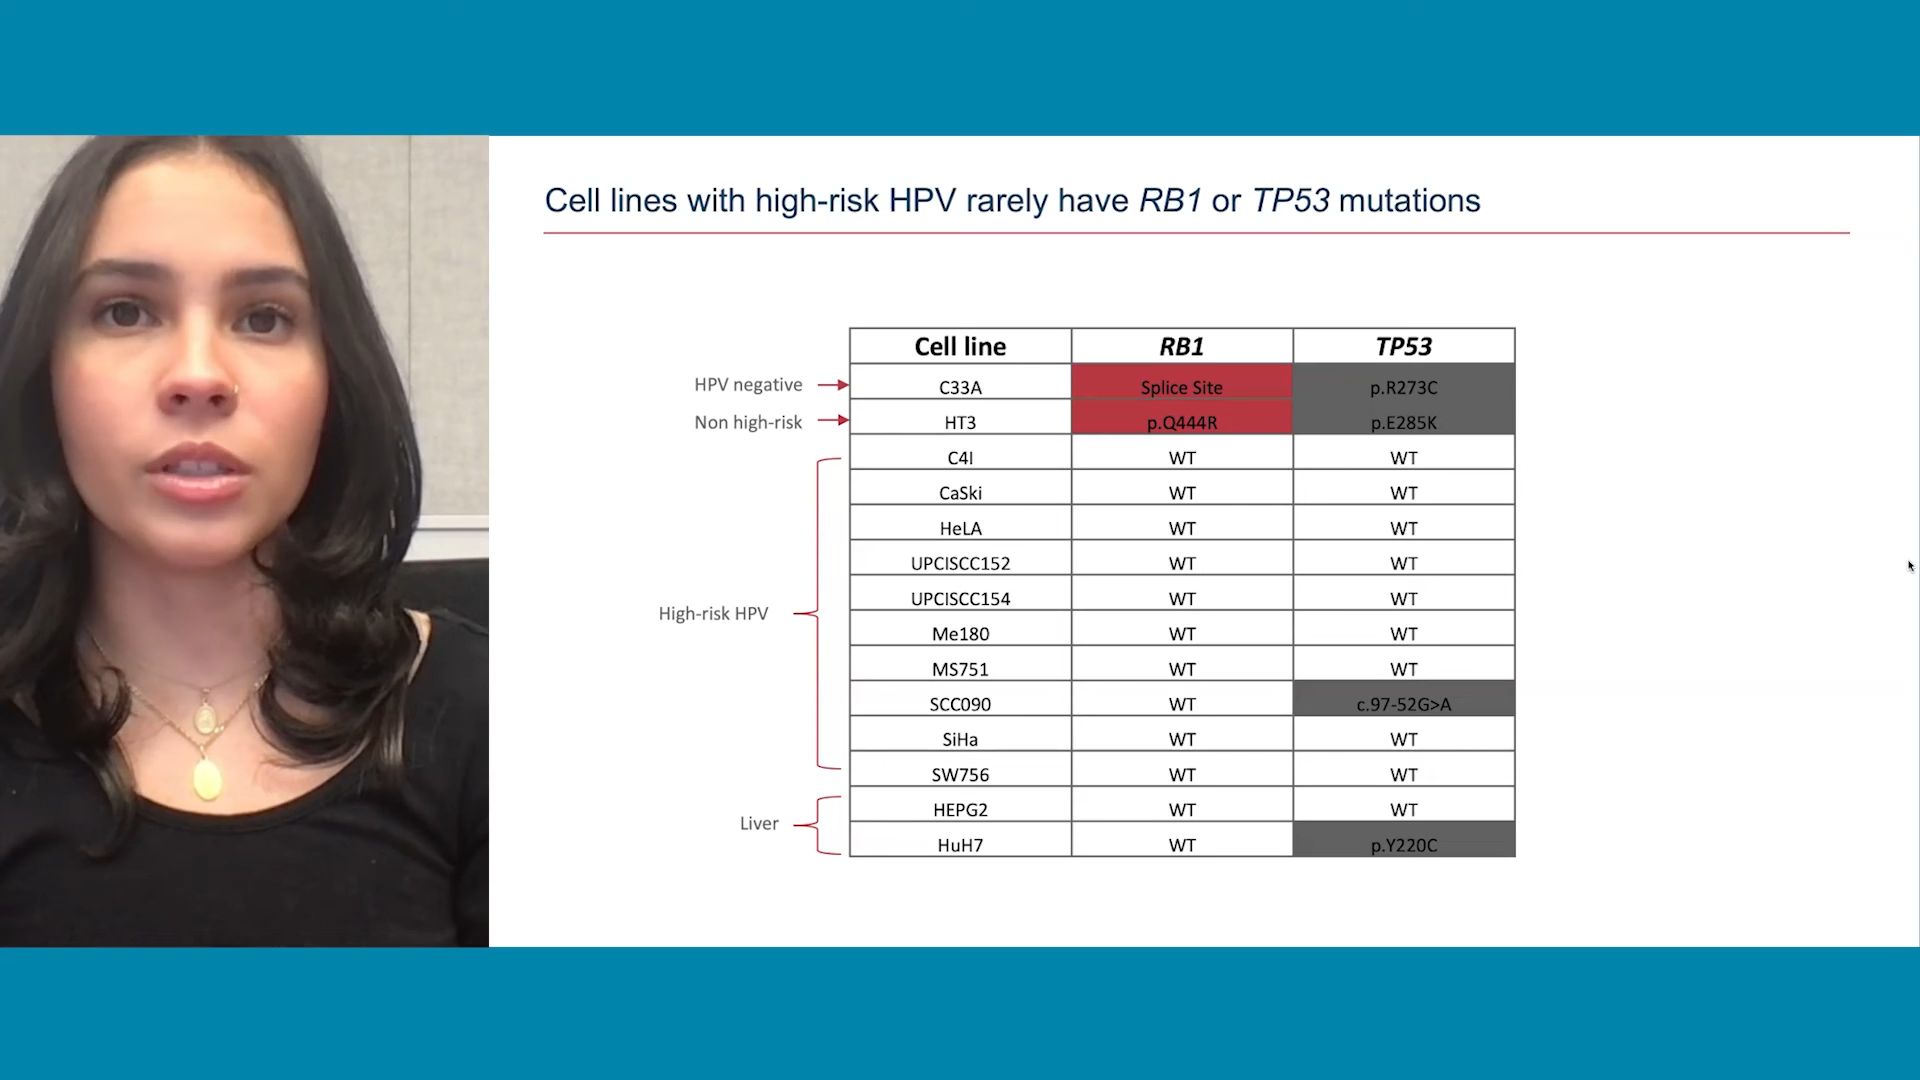 Cell lines with high-risk HPV rarely have RB1 or TP53 mutations
Cell line RB1 TP53
HPV negative C33A Splice Site p.R273C
Non high-risk HT3 p.Q444R p.E285K
C4I WT WT
CaSki WT WT
HeLA WT WT
UPCISCC152 WT WT
UPCISCC154 WT WT
High-risk HPV
Me180 WT WT
MS751 WT WT
SCC090 WT c.97-52G>A
SiHa WT WT
SW756 WT WT
HEPG2 WT WT
Liver
HuH7 WT p.Y220C